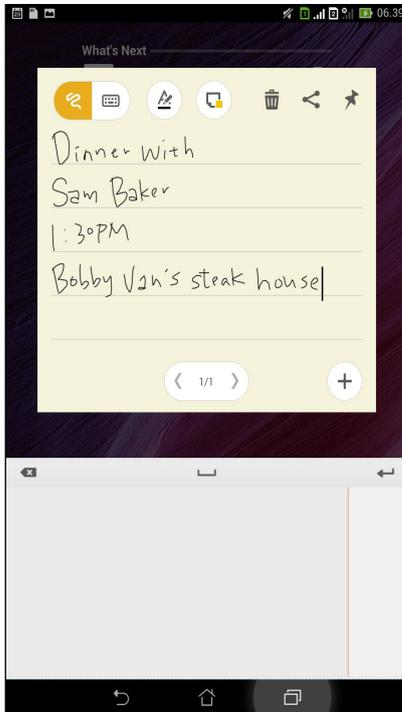 06.39
What's Next
Dinner with
Sam Baker
1:30PM
Bobby Van's steak house
1/1